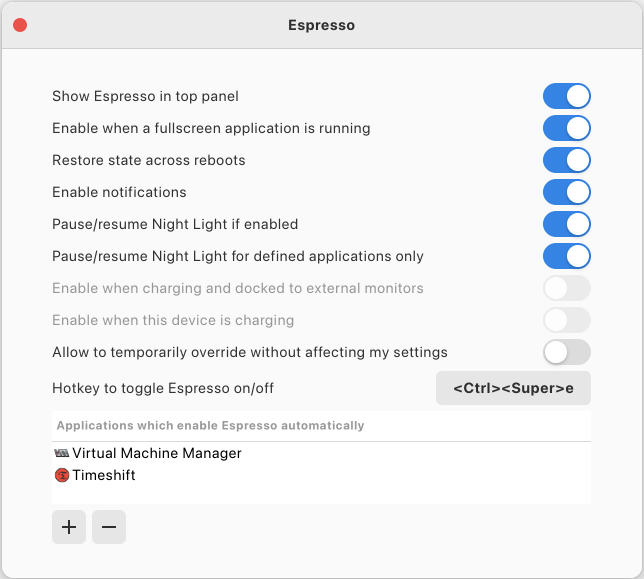 Espresso
Show Espresso in top panel
Enable when a fullscreen application is running
Restore state across reboots
Enable notifications
Pause/resume Night Light if enabled
Pause/resume Night Light for defined applications only
Enable when charging and docked to external monitors
Enable when this device is charging
Allow to temporarily override without affecting my settings
Hotkey to toggle Espresso on/off <Ctrl><Super>e
Applications which enable Espresso automatically
Virtual Machine Manager
Timeshift